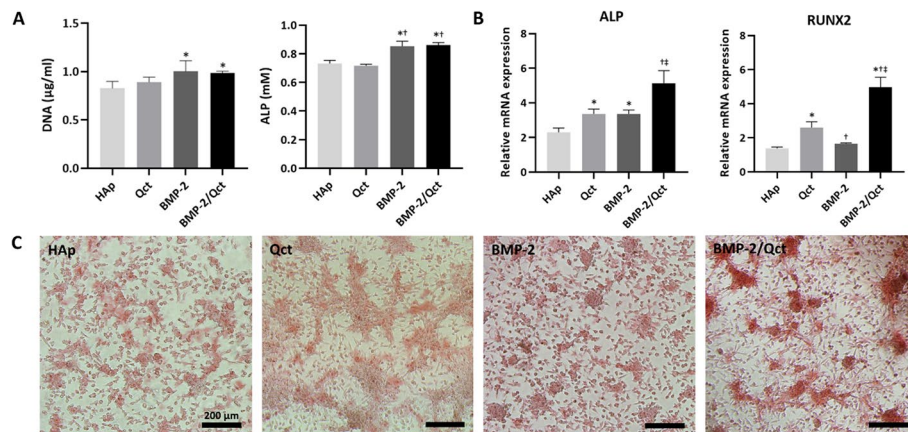 A
DNA (µg/ml)
1.5
1.0
0.5
0.0
*
*
HAp
Qct
BMP-2
BMP-2/Qct
ALP (mM)
1.0
0.8
0.6
0.4
0.2
0.0
*†
*†
HAp
Qct
BMP-2
BMP-2/Qct
B
ALP
Relative mRNA expression
8
6
4
2
0
*
*
†‡
HAp
Qct
BMP-2
BMP-2/Qct
RUNX2
Relative mRNA expression
8
6
4
2
0
*
†
*†‡
HAp
Qct
BMP-2
BMP-2/Qct
C
HAp
200 µm
Qct
BMP-2
BMP-2/Qct